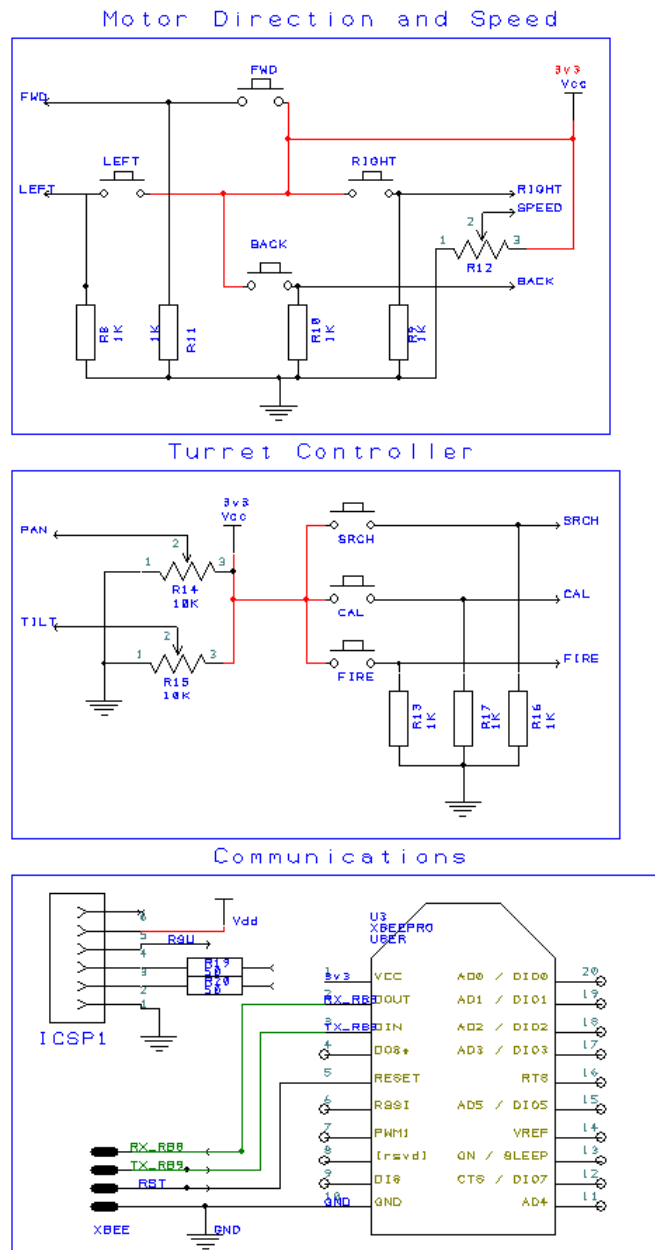 Motor Direction and Speed
FWD
3v3
Vcc
FWD
LEFT
RIGHT
LEFT
RIGHT
SPEED
2
1
3
R12
BACK
BACK
R8
1K
1K
R11
R10
1K
R9
1K
Turret Controller
3v3
Vcc
PAN
SRCH
2
SRCH
1
3
R14
10K
CAL
CAL
TILT
2
1
3
FIRE
FIRE
R15
10K
R13
1K
R17
1K
R16
1K
Communications
6
Vdd
5
4
R19
50
3
R20
50
2
1
ICSP1
U3
XBEEPRO
UBER
3v3
1
VCC
AD0 / DIO0
20
2
DOUT
AD1 / DIO1
19
TX_RB9
3
DIN
AD2 / DIO2
18
4
AD3 / DIO3
17
5
RESET
RTS
16
6
RSSI
AD5 / DIO5
15
7
PWM1
VREF
14
8
[rsvd]
ON / SLEEP
13
9
DI8
CTS / DIO7
12
GND
10
GND
AD4
11
RX_RB8
TX_RB9
RST
XBEE
GND